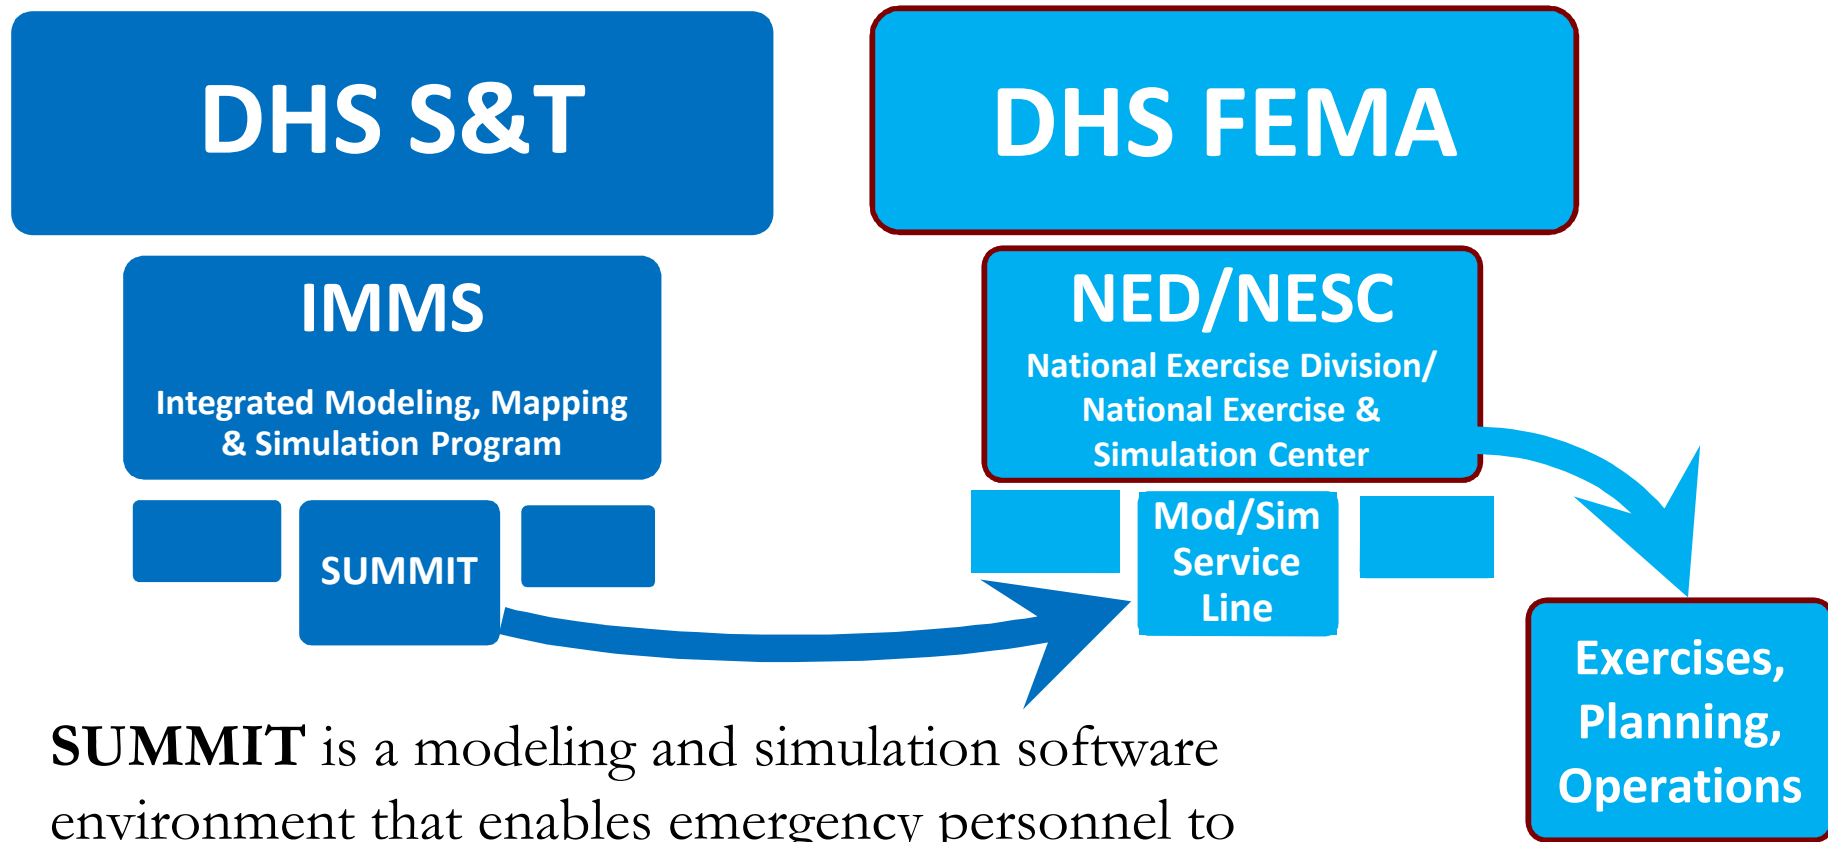 DHS S&T
IMMS
Integrated Modeling, Mapping
& Simulation Program
SUMMIT
DHS FEMA
NED/NESC
National Exercise Division/
National Exercise &
Simulation Center
Mod/Sim
Service
Line
Exercises,
Planning,
Operations
SUMMIT is a modeling and simulation software
environment that enables emergency personnel to